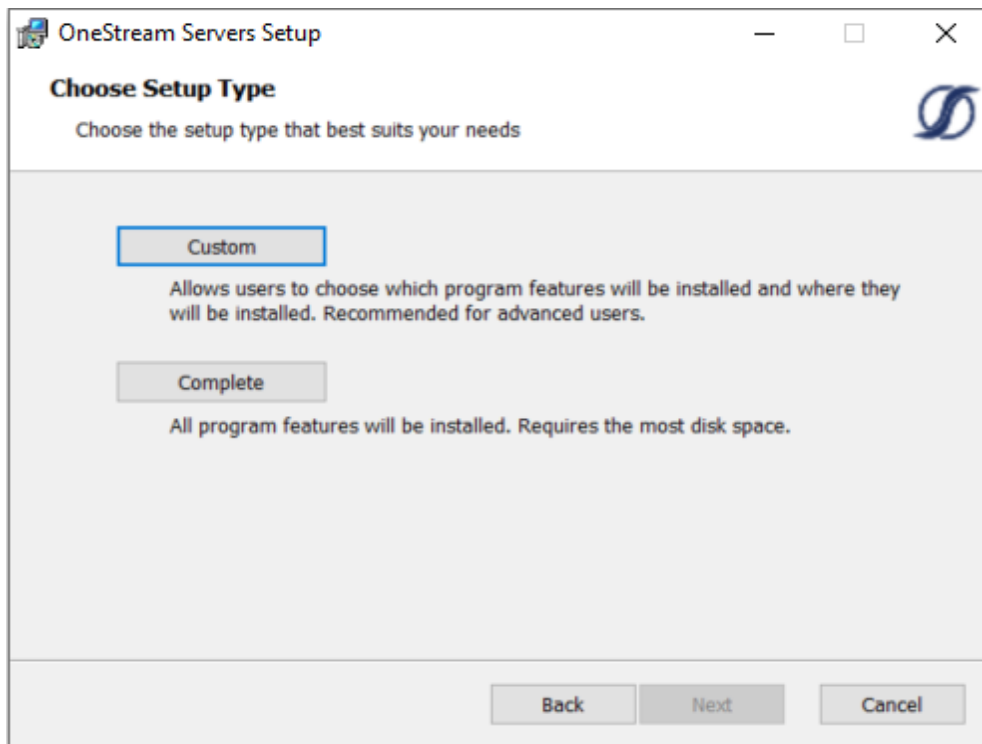 OneStream Servers Setup
Choose Setup Type
Choose the setup type that best suits your needs
Custom
Allows users to choose which program features will be installed and where they
will be installed. Recommended for advanced users.
Complete
All program features will be installed. Requires the most disk space.
Back
Next
Cancel